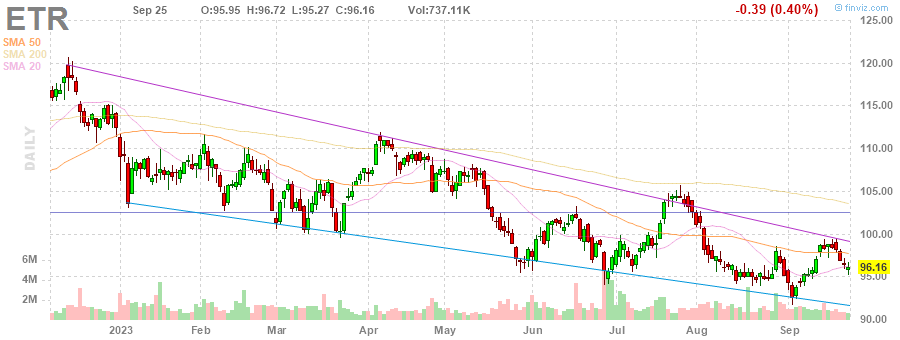 ETR
Sep 25 O:95.95 H:96.72 L:95.27 C:96.16 Vol:737.11K
-0.39 (0.40%)
finviz.com
SMA 50
SMA 200
SMA 20
DAILY
125.00
120.00
115.00
110.00
105.00
100.00
96.16
95.00
90.00
6M
4M
2M
2023 Feb Mar Apr May Jun Jul Aug Sep